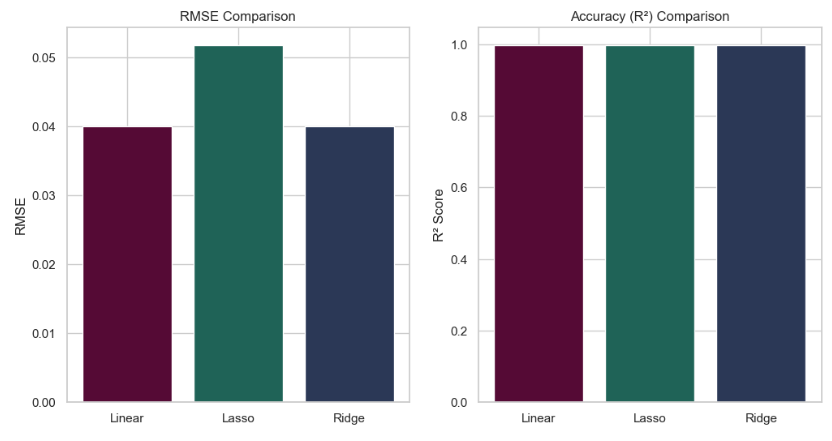 RMSE Comparison
RMSE
0.05
0.04
0.03
0.02
0.01
0.00
Linear
Lasso
Ridge
Accuracy (R²) Comparison
R² Score
1.0
0.8
0.6
0.4
0.2
0.0
Linear
Lasso
Ridge